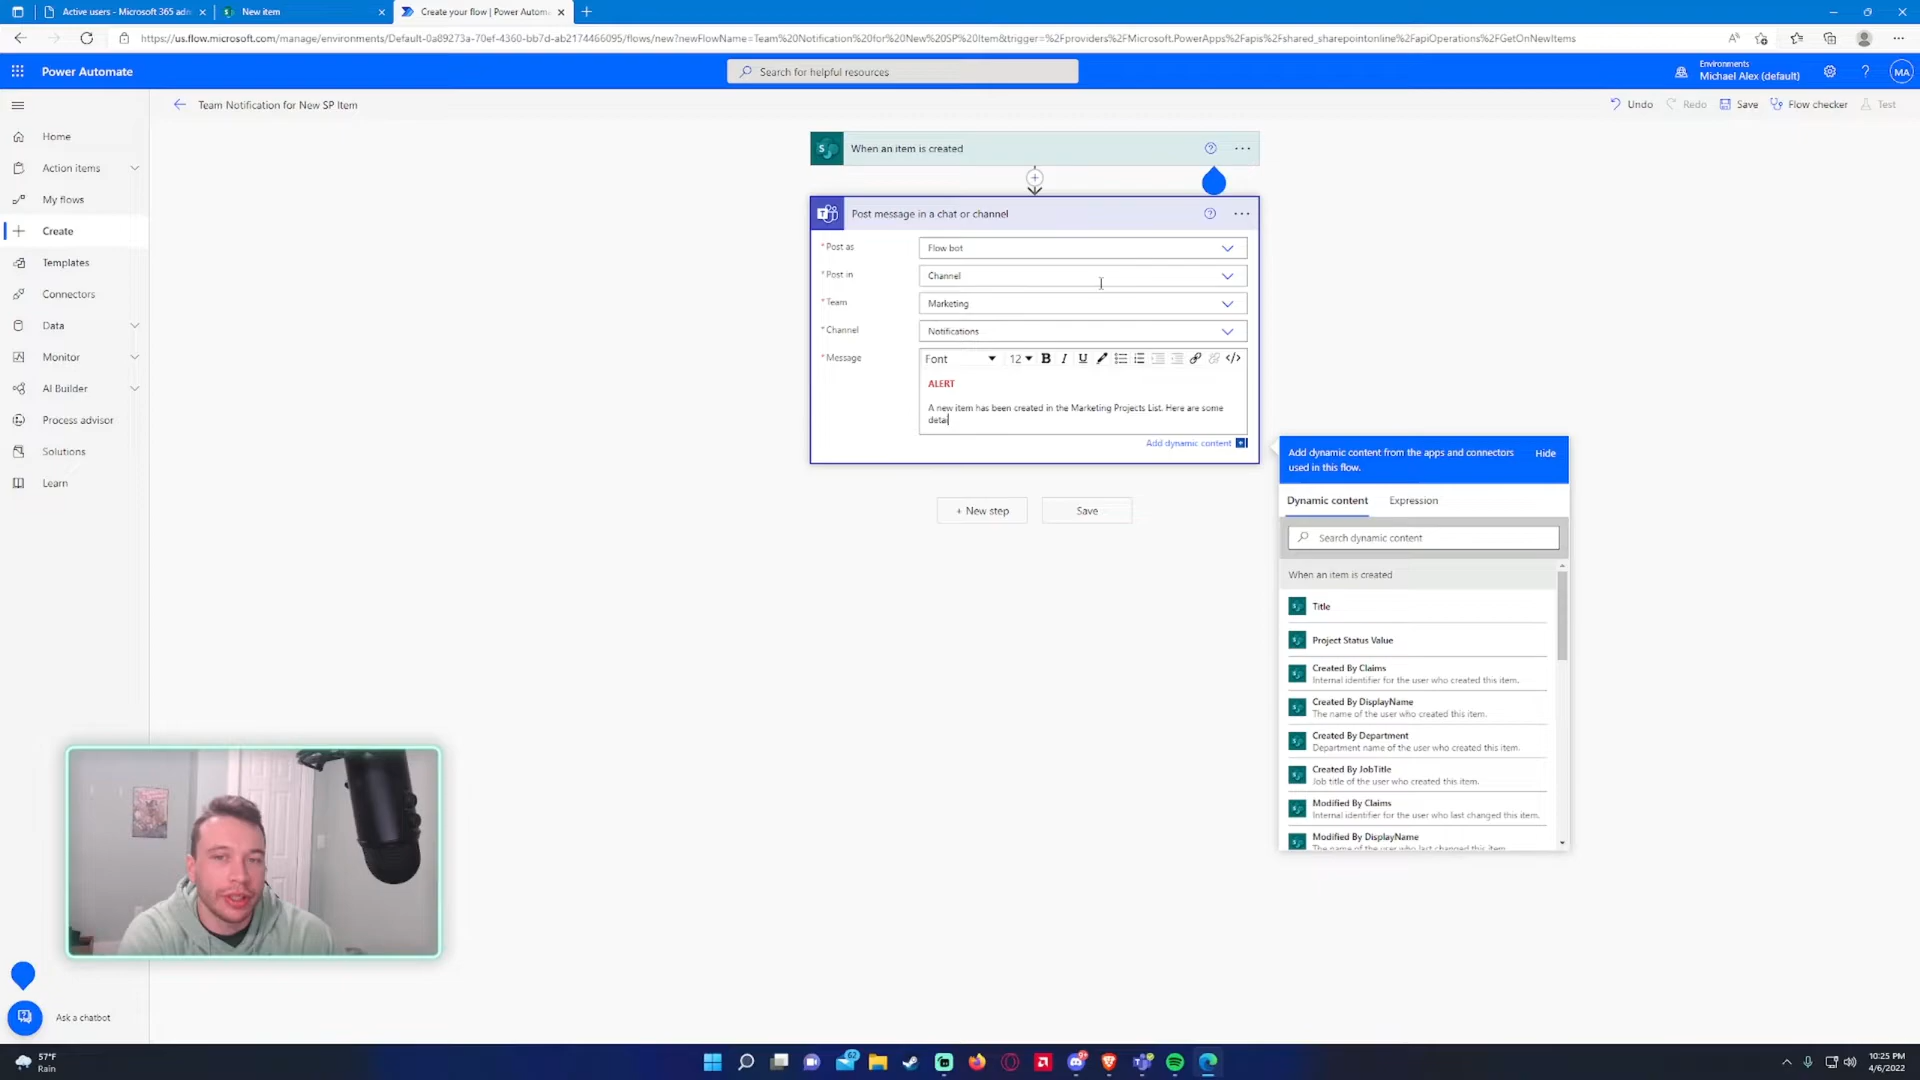 Active users - Microsoft 365 adm
New item
Create your flow | Power Automa
https://us.flow.microsoft.com/manage/environments/Default-0a89273a-70ef-4360-bb7d-ab2174466095/flows/new?newFlowName=Team%20Notification%20for%20New%20SP%20Item&trigger=%2Fproviders%2FMicrosoft.PowerApps%2Fapis%2Fshared_sharepointonline%2FapiOperations%2FGetOnNewItems
Power Automate
Search for helpful resources
Environments
Michael Alex (default)
MA
Team Notification for New SP Item
Undo
Redo
Save
Flow checker
Test
Home
Action items
My flows
Create
Templates
Connectors
Data
Monitor
AI Builder
Process advisor
Solutions
Learn
When an item is created
Post message in a chat or channel
* Post as
Flow bot
* Post in
Channel
* Team
Marketing
* Channel
Notifications
* Message
Font
12
ALERT
A new item has been created in the Marketing Projects List. Here are some
detai
Add dynamic content
+ New step
Save
Add dynamic content from the apps and connectors
used in this flow.
Hide
Dynamic content
Expression
Search dynamic content
When an item is created
Title
Project Status Value
Created By Claims
Internal identifier for the user who created this item.
Created By DisplayName
The name of the user who created this item.
Created By Department
Department name of the user who created this item.
Created By JobTitle
Job title of the user who created this item.
Modified By Claims
Internal identifier for the user who last changed this item.
Modified By DisplayName
The name of the user who last changed this item.
Ask a chatbot
57°F
Rain
62
10:25 PM
4/6/2022